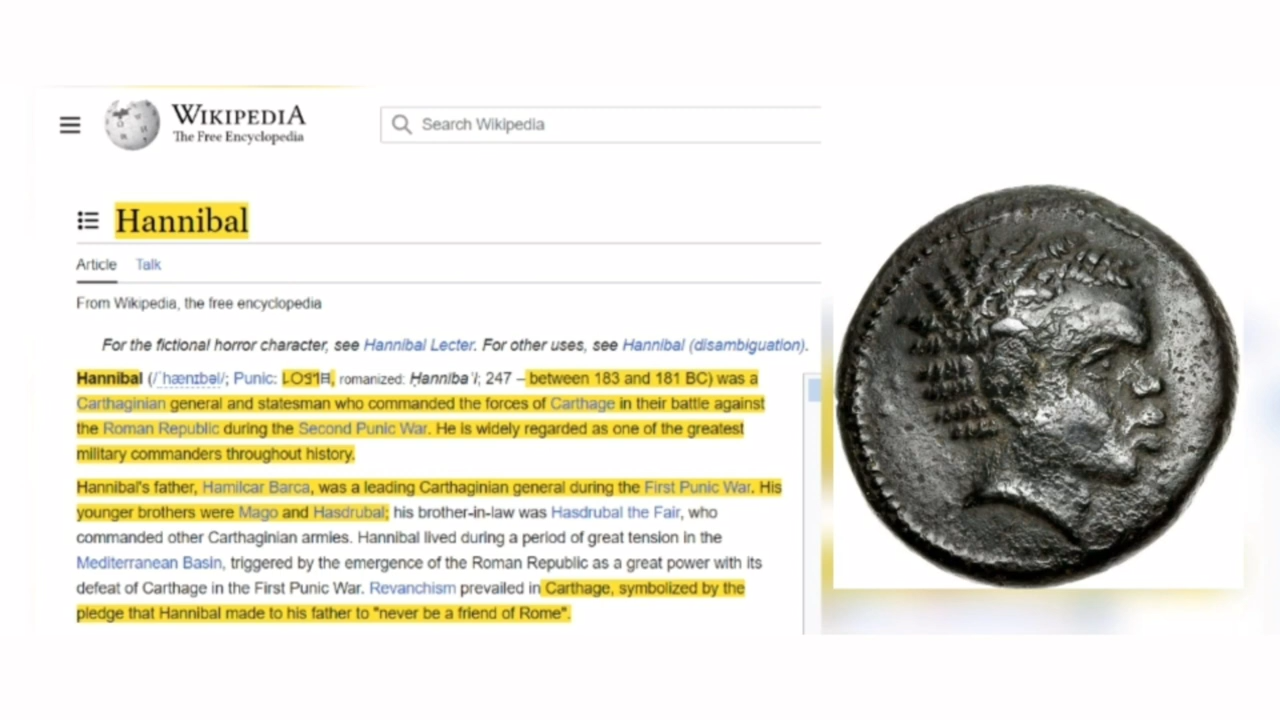 WIKIPEDIA
The Free Encyclopedia
Search Wikipedia
Hannibal
Article Talk
From Wikipedia, the free encyclopedia
For the fictional horror character, see Hannibal Lecter. For other uses, see Hannibal (disambiguation).
Hannibal (/ˈhænɪbəl/; Punic: romanized: Ḥannībaʿl; 247 – between 183 and 181 BC) was a
Carthaginian general and statesman who commanded the forces of Carthage in their battle against
the Roman Republic during the Second Punic War. He is widely regarded as one of the greatest
military commanders throughout history.
Hannibal's father, Hamilcar Barca, was a leading Carthaginian general during the First Punic War. His
younger brothers were Mago and Hasdrubal; his brother-in-law was Hasdrubal the Fair, who
commanded other Carthaginian armies. Hannibal lived during a period of great tension in the
Mediterranean Basin, triggered by the emergence of the Roman Republic as a great power with its
defeat of Carthage in the First Punic War. Revanchism prevailed in Carthage, symbolized by the
pledge that Hannibal made to his father to "never be a friend of Rome".